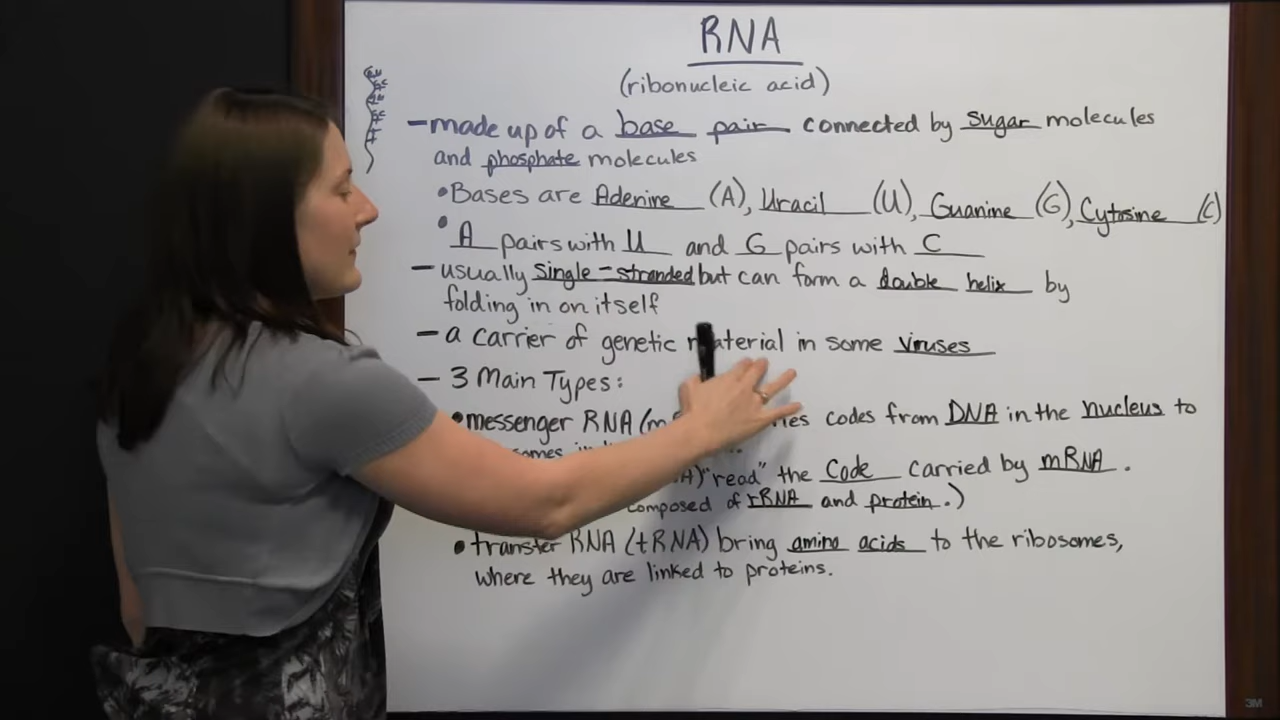 RNA
(ribonucleic acid)
- made up of a base pair connected by sugar molecules
and phosphate molecules
• Bases are Adenine (A), Uracil (U), Guanine (G), Cytosine (C)
• A pairs with U and G pairs with C
- usually single-stranded but can form a double helix by
folding in on itself
- a carrier of genetic material in some viruses
- 3 Main Types:
• messenger RNA codes from DNA in the nucleus to
"read" the code carried by mRNA.
composed of rRNA and protein.)
• transfer RNA (tRNA) bring amino acids to the ribosomes,
where they are linked to proteins.
3M